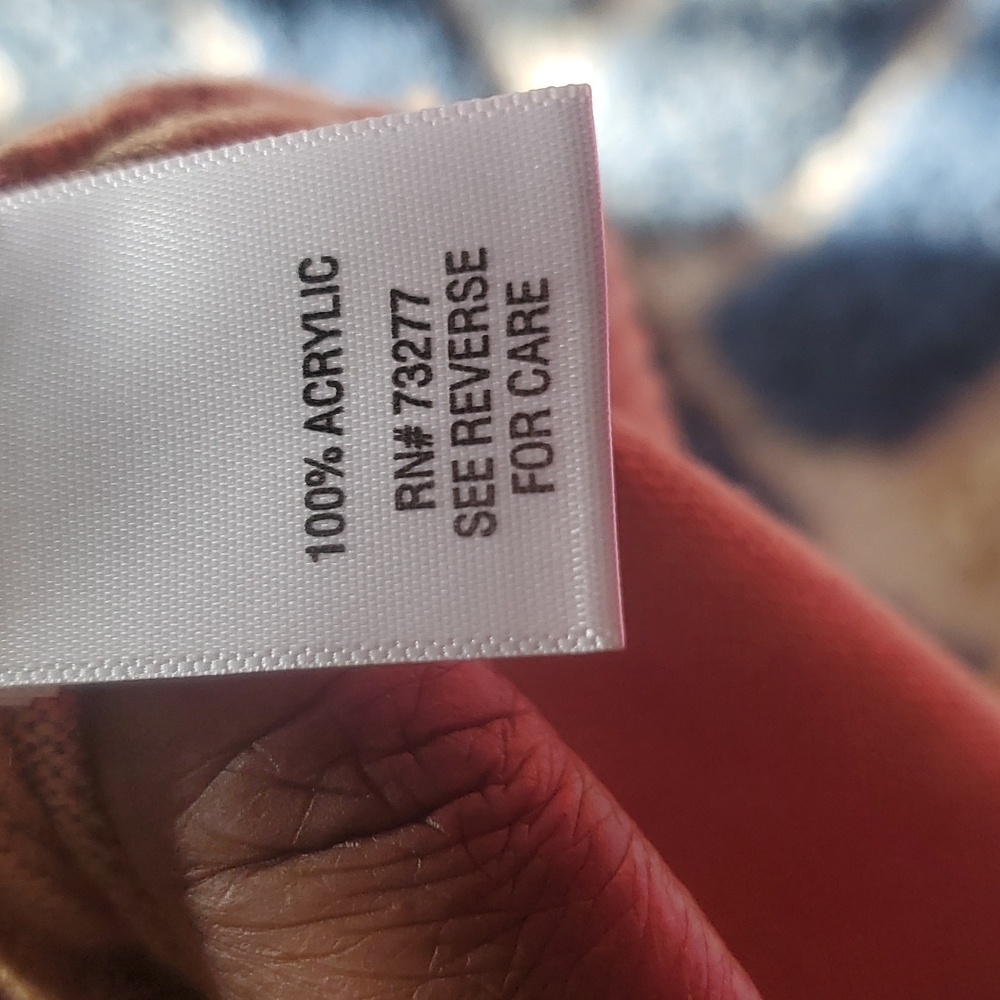 100% ACRYLIC
RN# 73277
SEE REVERSE
FOR CARE